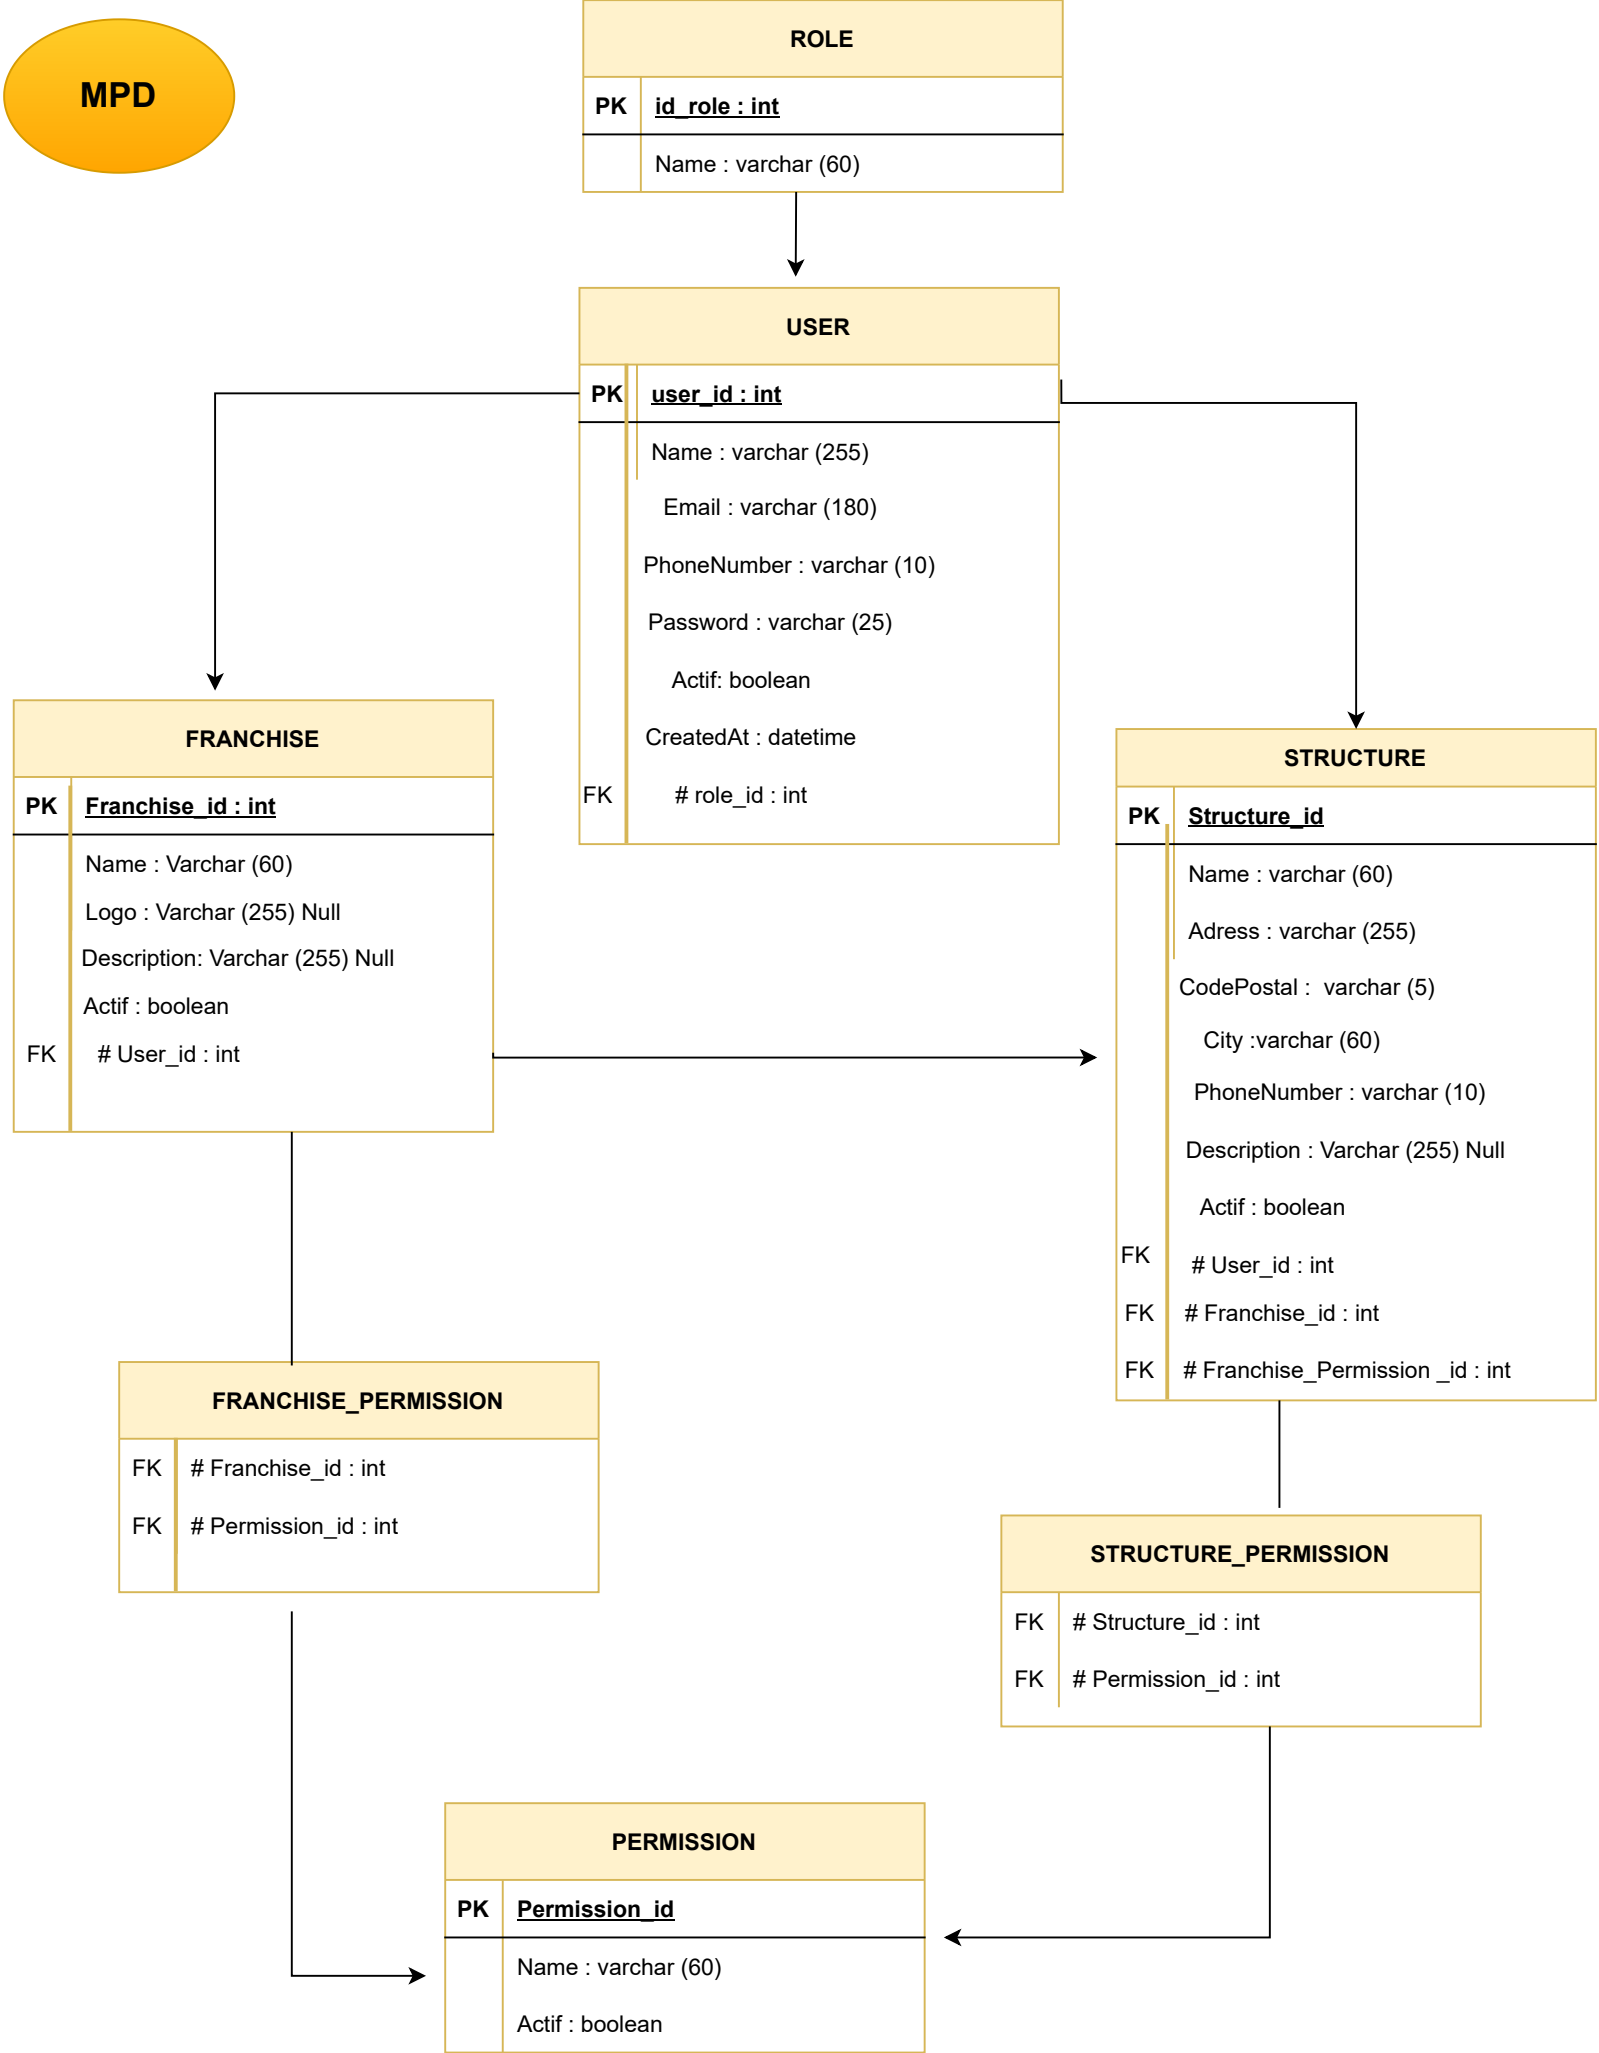 MPD
ROLE
PK id_role : int
Name : varchar (60)
USER
PK user_id : int
Name : varchar (255)
Email : varchar (180)
PhoneNumber : varchar (10)
Password : varchar (25)
Actif: boolean
CreatedAt : datetime
FK # role_id : int
FRANCHISE
PK Franchise_id : int
Name : Varchar (60)
Logo : Varchar (255) Null
Description: Varchar (255) Null
Actif : boolean
FK # User_id : int
STRUCTURE
PK Structure_id
Name : varchar (60)
Adress : varchar (255)
CodePostal : varchar (5)
City :varchar (60)
PhoneNumber : varchar (10)
Description : Varchar (255) Null
Actif : boolean
FK # User_id : int
FK # Franchise_id : int
FK # Franchise_Permission _id : int
FRANCHISE_PERMISSION
FK # Franchise_id : int
FK # Permission_id : int
STRUCTURE_PERMISSION
FK # Structure_id : int
FK # Permission_id : int
PERMISSION
PK Permission_id
Name : varchar (60)
Actif : boolean